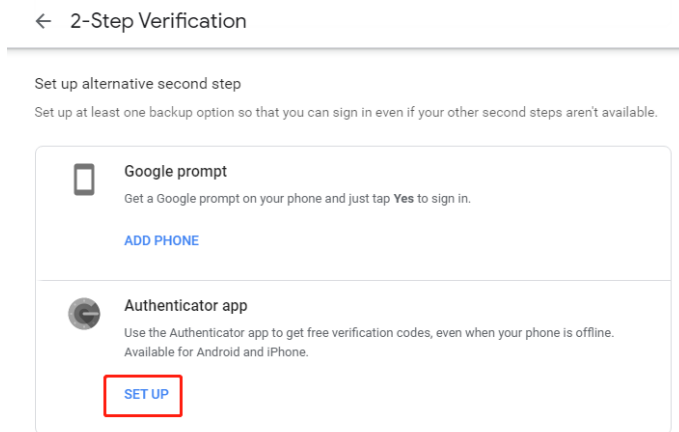 ← 2-Step Verification
Set up alternative second step
Set up at least one backup option so that you can sign in even if your other second steps aren't available.
Google prompt
Get a Google prompt on your phone and just tap Yes to sign in.
ADD PHONE
Authenticator app
Use the Authenticator app to get free verification codes, even when your phone is offline.
Available for Android and iPhone.
SET UP